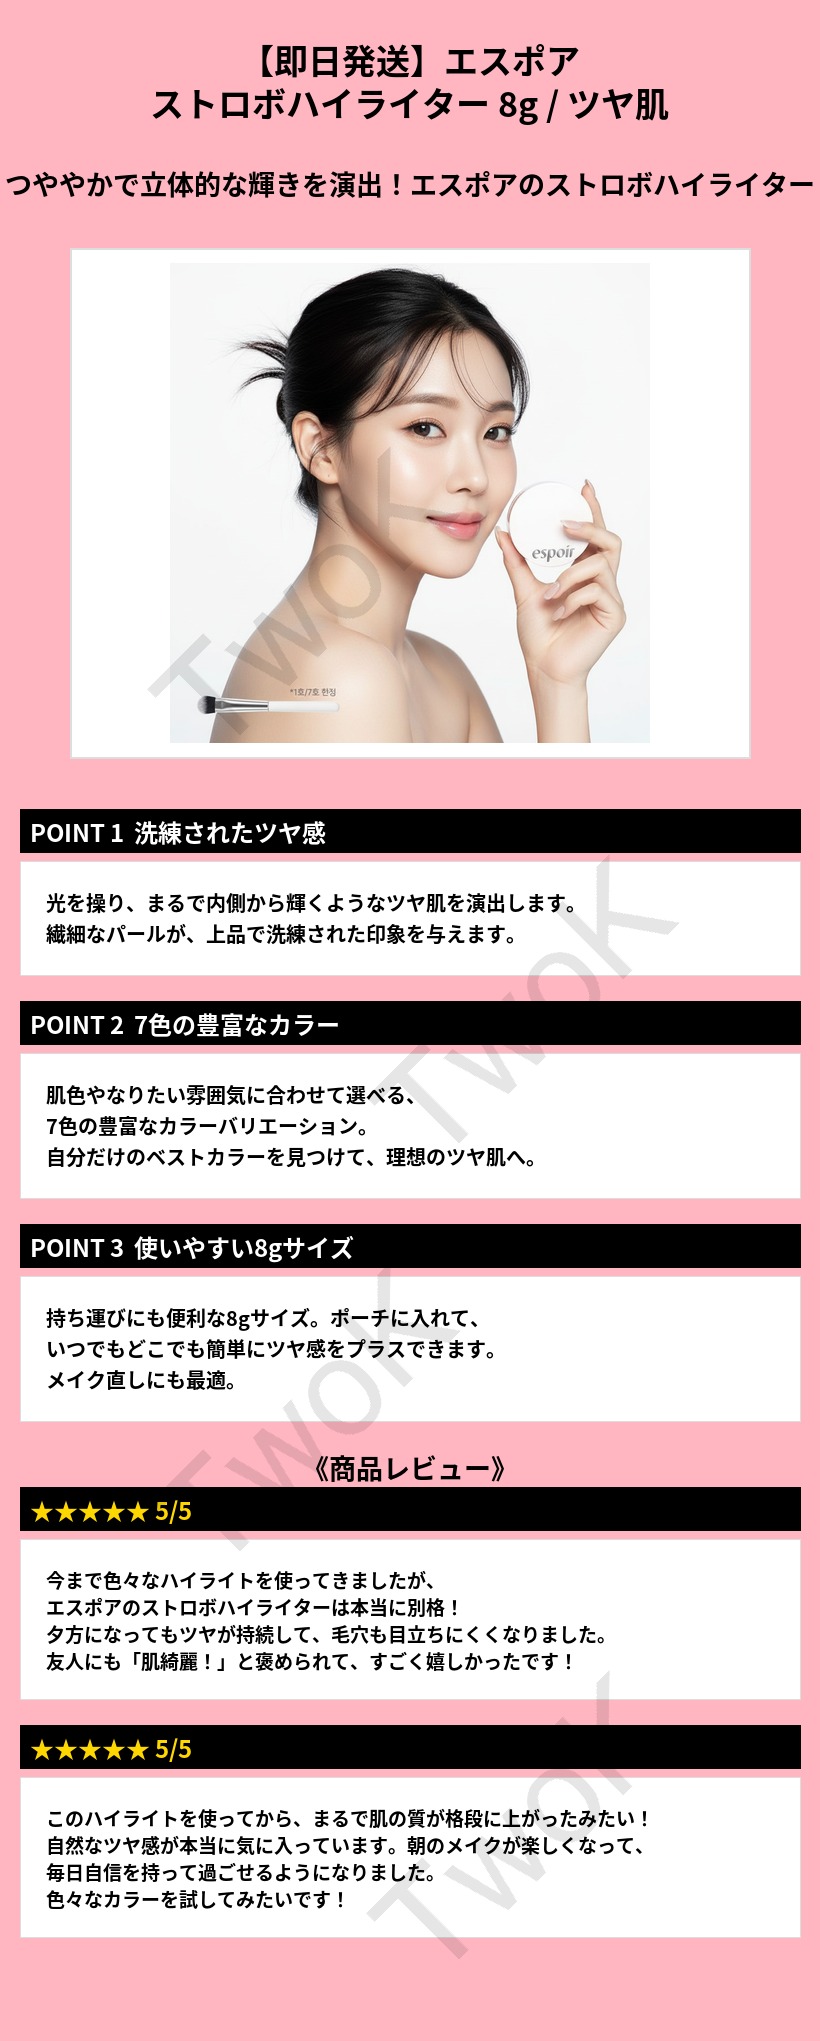 【即日発送】エスポア
ストロボハイライター 8g / ツヤ肌
つややかで立体的な輝きを演出！エスポアのストロボハイライター
espoir
*1호/7호 한정
TwoK
POINT 1 洗練されたツヤ感
光を操り、まるで内側から輝くようなツヤ肌を演出します。
繊細なパールが、上品で洗練された印象を与えます。
TwoK
POINT 2 7色の豊富なカラー
肌色やなりたい雰囲気に合わせて選べる、
7色の豊富なカラーバリエーション。
自分だけのベストカラーを見つけて、理想のツヤ肌へ。
POINT 3 使いやすい8gサイズ
持ち運びにも便利な8gサイズ。ポーチに入れて、
いつでもどこでも簡単にツヤ感をプラスできます。
メイク直しにも最適。
TwoK
《商品レビュー》
★★★★★ 5/5
今まで色々なハイライトを使ってきましたが、
エスポアのストロボハイライターは本当に別格！
夕方になってもツヤが持続して、毛穴も目立ちにくくなりました。
友人にも「肌綺麗！」と褒められて、すごく嬉しかったです！
★★★★★ 5/5
このハイライトを使ってから、まるで肌の質が格段に上がったみたい！
自然なツヤ感が本当に気に入っています。朝のメイクが楽しくなって、
毎日自信を持って過ごせるようになりました。
色々なカラーを試してみたいです！
TwoK